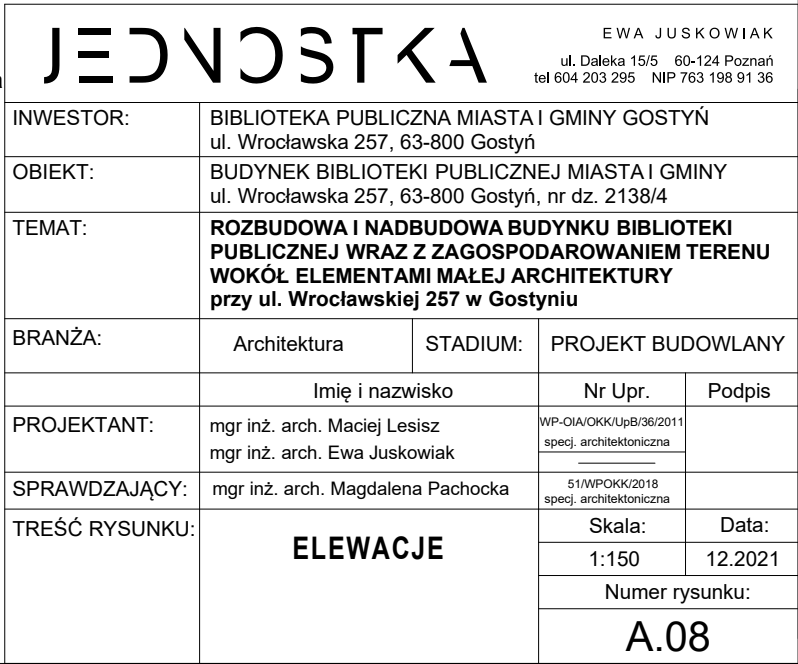 JEDNOSTKA
EWA JUSKOWIAK
ul. Daleka 15/5 60-124 Poznań
tel 604 203 295 NIP 763 198 91 36
INWESTOR:
BIBLIOTEKA PUBLICZNA MIASTA I GMINY GOSTYŃ
ul. Wrocławska 257, 63-800 Gostyń
OBIEKT:
BUDYNEK BIBLIOTEKI PUBLICZNEJ MIASTA I GMINY
ul. Wrocławska 257, 63-800 Gostyń, nr dz. 2138/4
TEMAT:
ROZBUDOWA I NADBUDOWA BUDYNKU BIBLIOTEKI
PUBLICZNEJ WRAZ Z ZAGOSPODAROWANIEM TERENU
WOKÓŁ ELEMENTAMI MAŁEJ ARCHITEKTURY
przy ul. Wrocławskiej 257 w Gostyniu
BRANŻA:
Architektura
STADIUM:
PROJEKT BUDOWLANY
Imię i nazwisko
Nr Upr.
Podpis
PROJEKTANT:
mgr inż. arch. Maciej Lesisz
mgr inż. arch. Ewa Juskowiak
WP-OIA/OKK/UpB/36/2011
specj. architektoniczna
SPRAWDZAJĄCY:
mgr inż. arch. Magdalena Pachocka
51/WPOKK/2018
specj. architektoniczna
TREŚĆ RYSUNKU:
ELEWACJE
Skala:
Data:
1:150
12.2021
Numer rysunku:
A.08